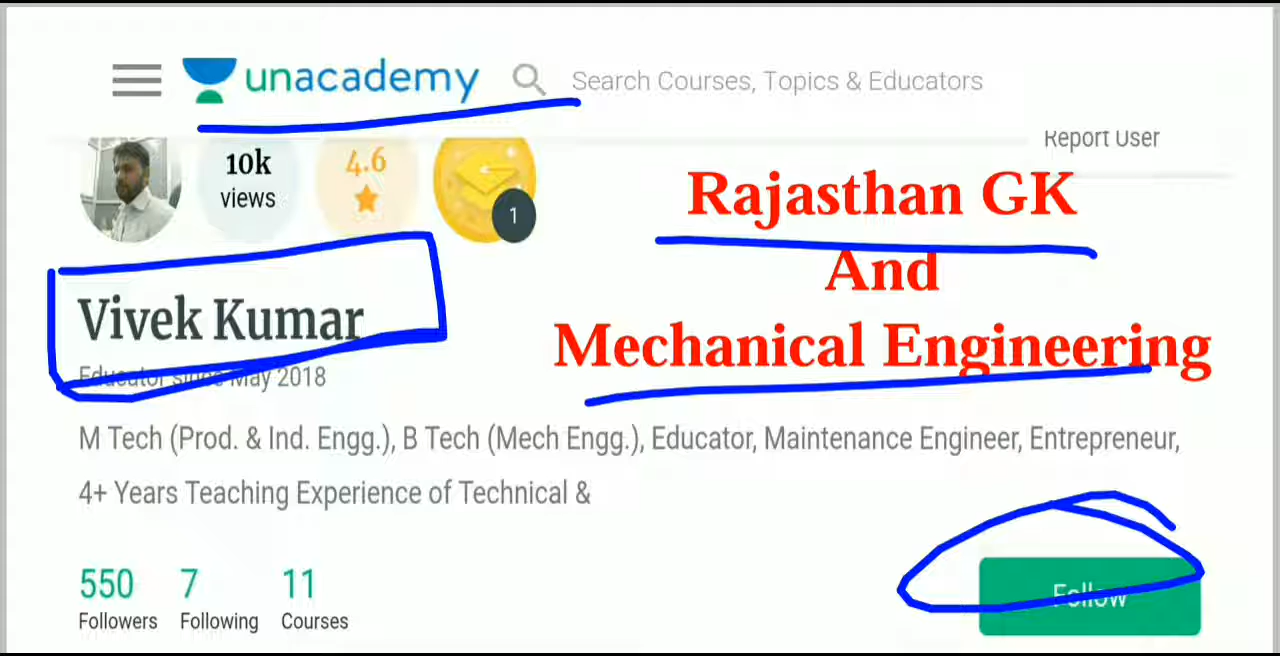 unacademy Search Courses, Topics & Educators
Report User
10k
views
4.6
1
Rajasthan GK
And
Mechanical Engineering
Vivek Kumar
Educator since May 2018
M Tech (Prod. & Ind. Engg.), B Tech (Mech Engg.), Educator, Maintenance Engineer, Entrepreneur,
4+ Years Teaching Experience of Technical &
550 7 11
Followers Following Courses
Follow